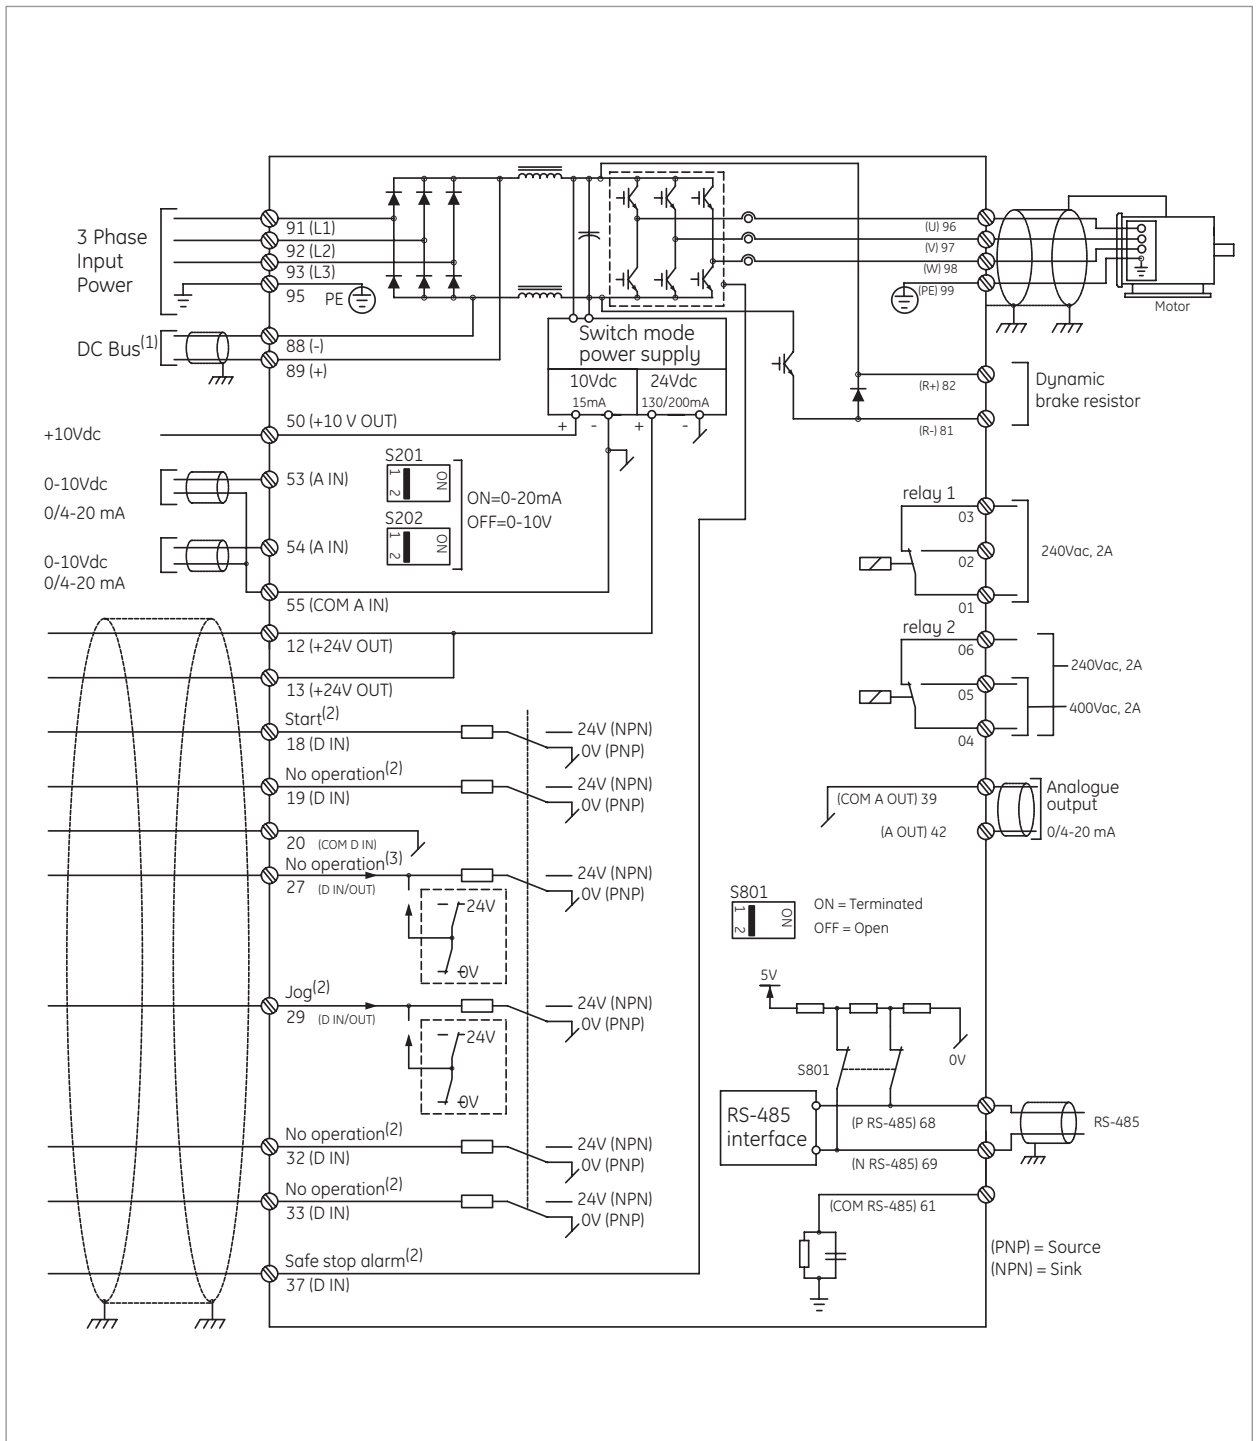 3 Phase
Input
Power
91 (L1)
92 (L2)
93 (L3)
95
PE
DC Bus(1)
88 (-)
89 (+)
+10Vdc
50 (+10 V OUT)
0-10Vdc
0/4-20 mA
53 (A IN)
0-10Vdc
0/4-20 mA
54 (A IN)
55 (COM A IN)
S201
1 2
ON
S202
1 2
ON
ON=0-20mA
OFF=0-10V
Switch mode
power supply
10Vdc
15mA
24Vdc
130/200mA
+ - + -
12 (+24V OUT)
13 (+24V OUT)
Start(2)
18 (D IN)
24V (NPN)
0V (PNP)
No operation(2)
19 (D IN)
24V (NPN)
0V (PNP)
20 (COM D IN)
No operation(3)
27 (D IN/OUT)
24V (NPN)
0V (PNP)
24V
0V
Jog(2)
29 (D IN/OUT)
24V (NPN)
0V (PNP)
24V
0V
No operation(2)
32 (D IN)
24V (NPN)
0V (PNP)
No operation(2)
33 (D IN)
24V (NPN)
0V (PNP)
Safe stop alarm(2)
37 (D IN)
(U) 96
(V) 97
(W) 98
(PE) 99
Motor
(R+) 82
(R-) 81
Dynamic
brake resistor
relay 1
03
02
01
240Vac, 2A
relay 2
06
05
04
240Vac, 2A
400Vac, 2A
(COM A OUT) 39
(A OUT) 42
Analogue
output
0/4-20 mA
S801
1 2
ON
ON = Terminated
OFF = Open
5V
0V
S801
RS-485
interface
(P RS-485) 68
(N RS-485) 69
RS-485
(COM RS-485) 61
(PNP) = Source
(NPN) = Sink